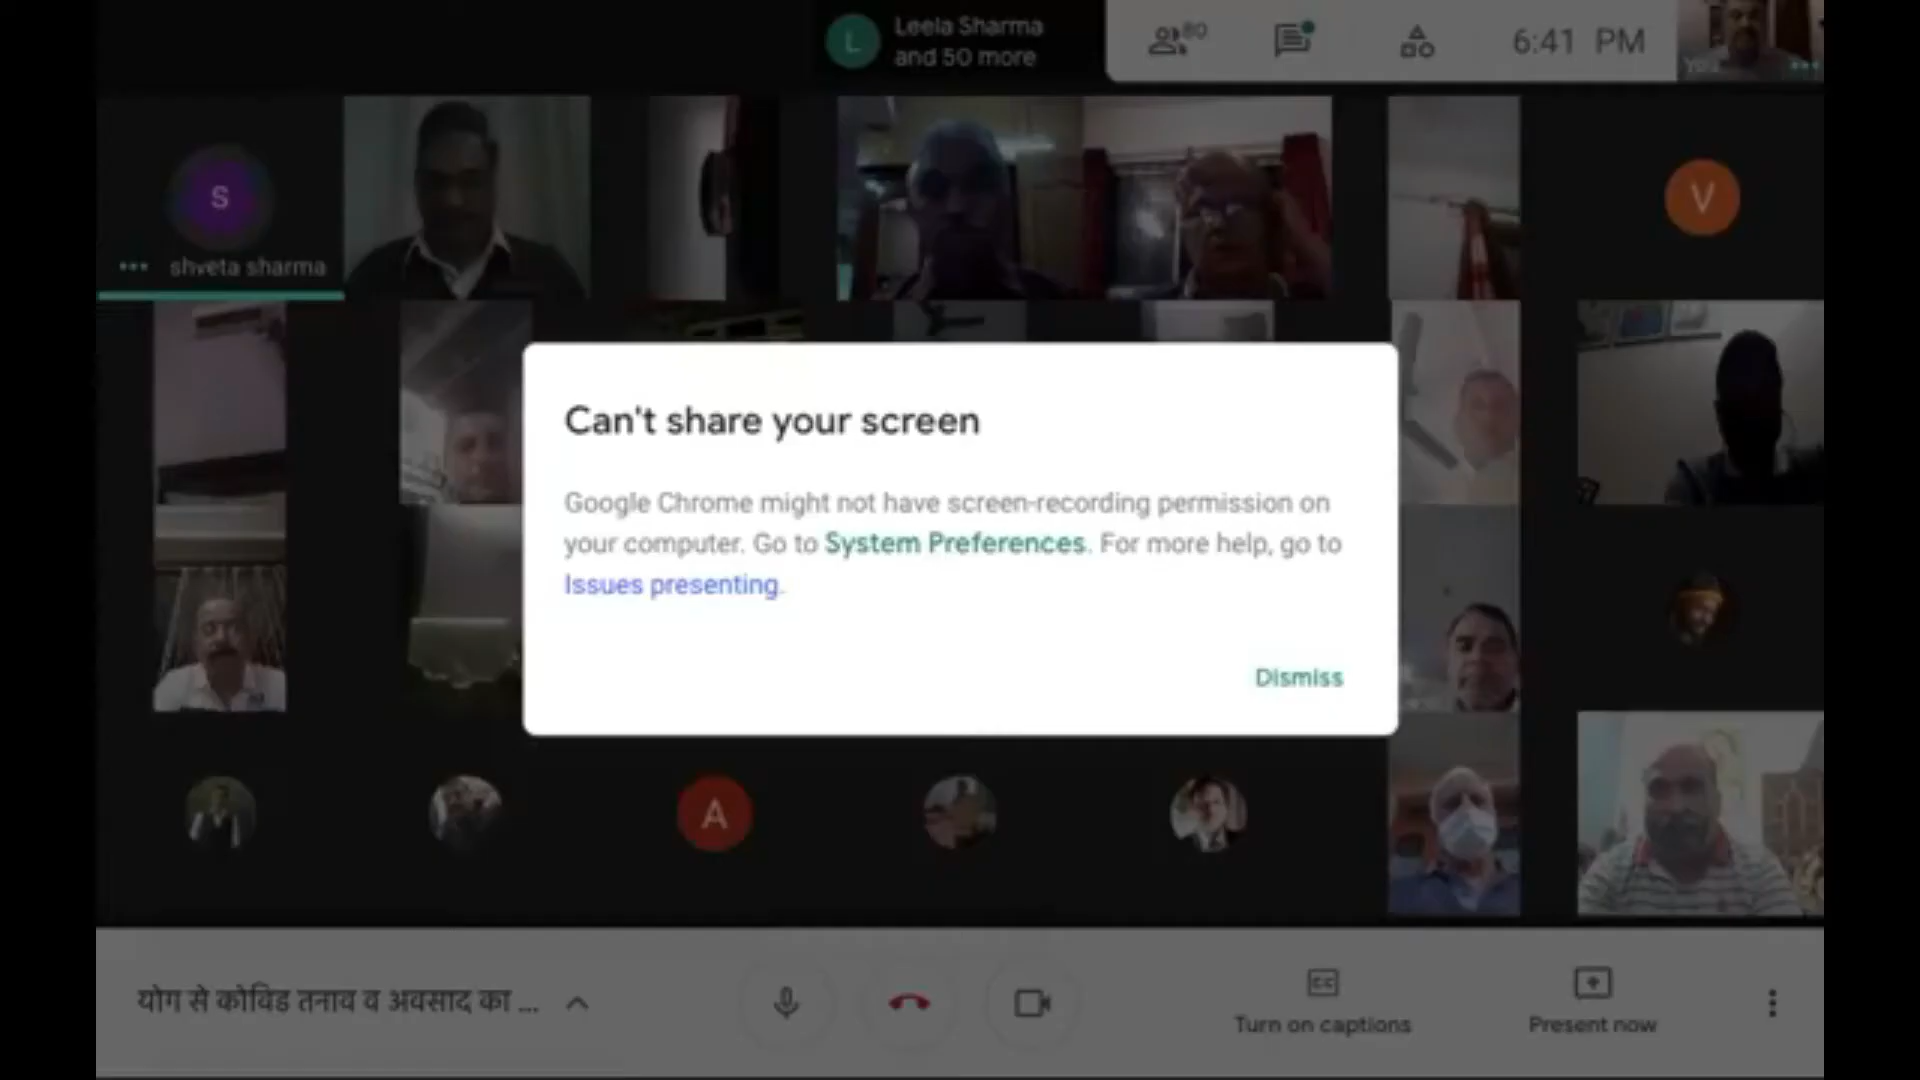 Leela Sharma
and 50 more
L
80
6:41 PM
You
S
shveta sharma
V
Can't share your screen
Google Chrome might not have screen-recording permission on
your computer. Go to System Preferences. For more help, go to
Issues presenting.
Dismiss
A
योग से कोविड तनाव व अवसाद का ...
CC
Turn on captions
Present now